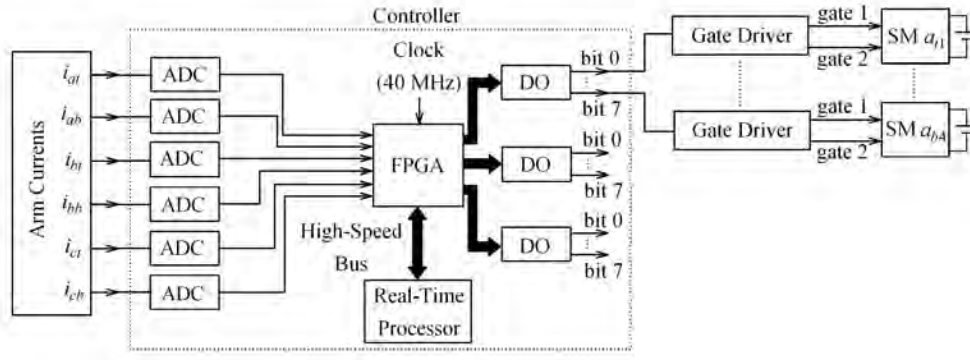 Controller
Arm Currents
i_at
i_ab
i_bt
i_bb
i_ct
i_cb
ADC
ADC
ADC
ADC
ADC
ADC
Clock
(40 MHz)
FPGA
High-Speed
Bus
Real-Time
Processor
DO
bit 0
bit 7
DO
bit 0
bit 7
DO
bit 0
bit 7
Gate Driver
gate 1
gate 2
SM a_t1
Gate Driver
gate 1
gate 2
SM a_b4